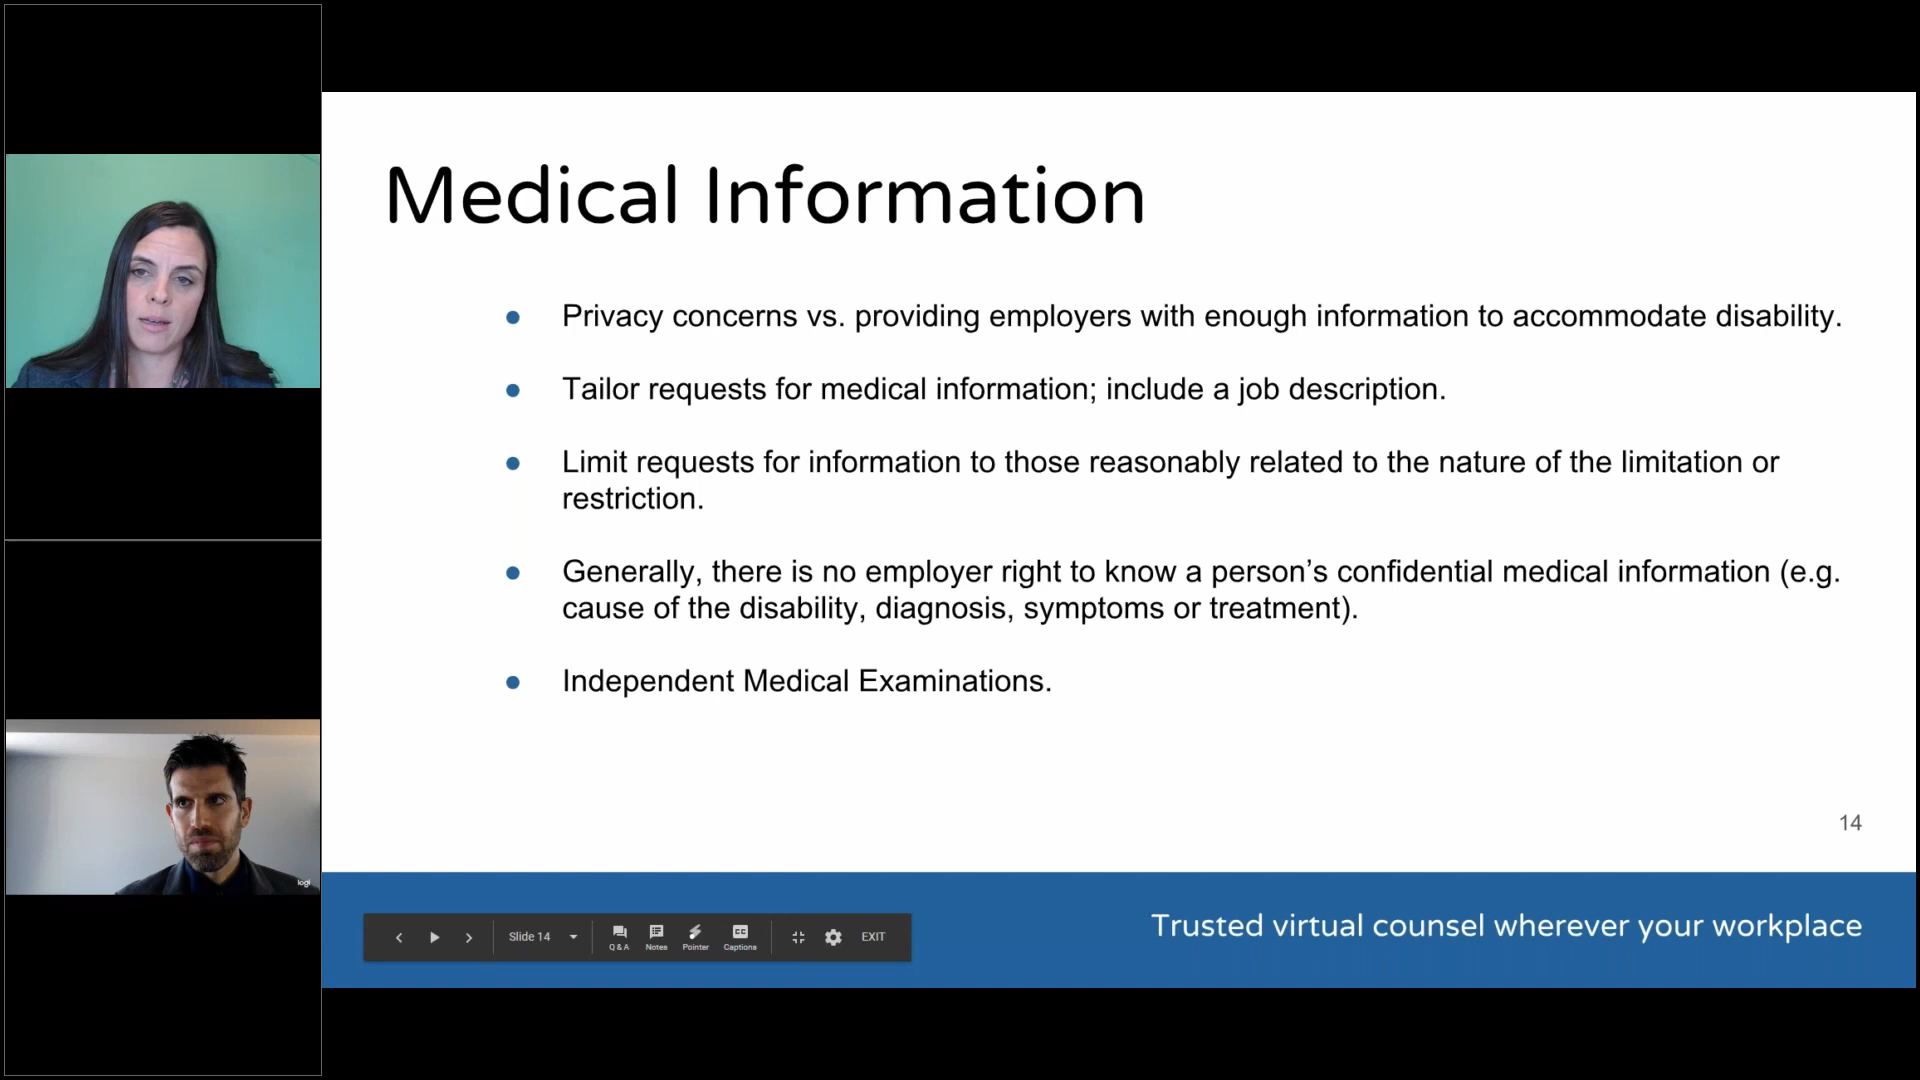 Medical Information
● Privacy concerns vs. providing employers with enough information to accommodate disability.
● Tailor requests for medical information; include a job description.
● Limit requests for information to those reasonably related to the nature of the limitation or
restriction.
● Generally, there is no employer right to know a person’s confidential medical information (e.g.
cause of the disability, diagnosis, symptoms or treatment).
● Independent Medical Examinations.
14
logi
Slide 14
Q & A
Notes
Pointer
CC
Captions
EXIT
Trusted virtual counsel wherever your workplace